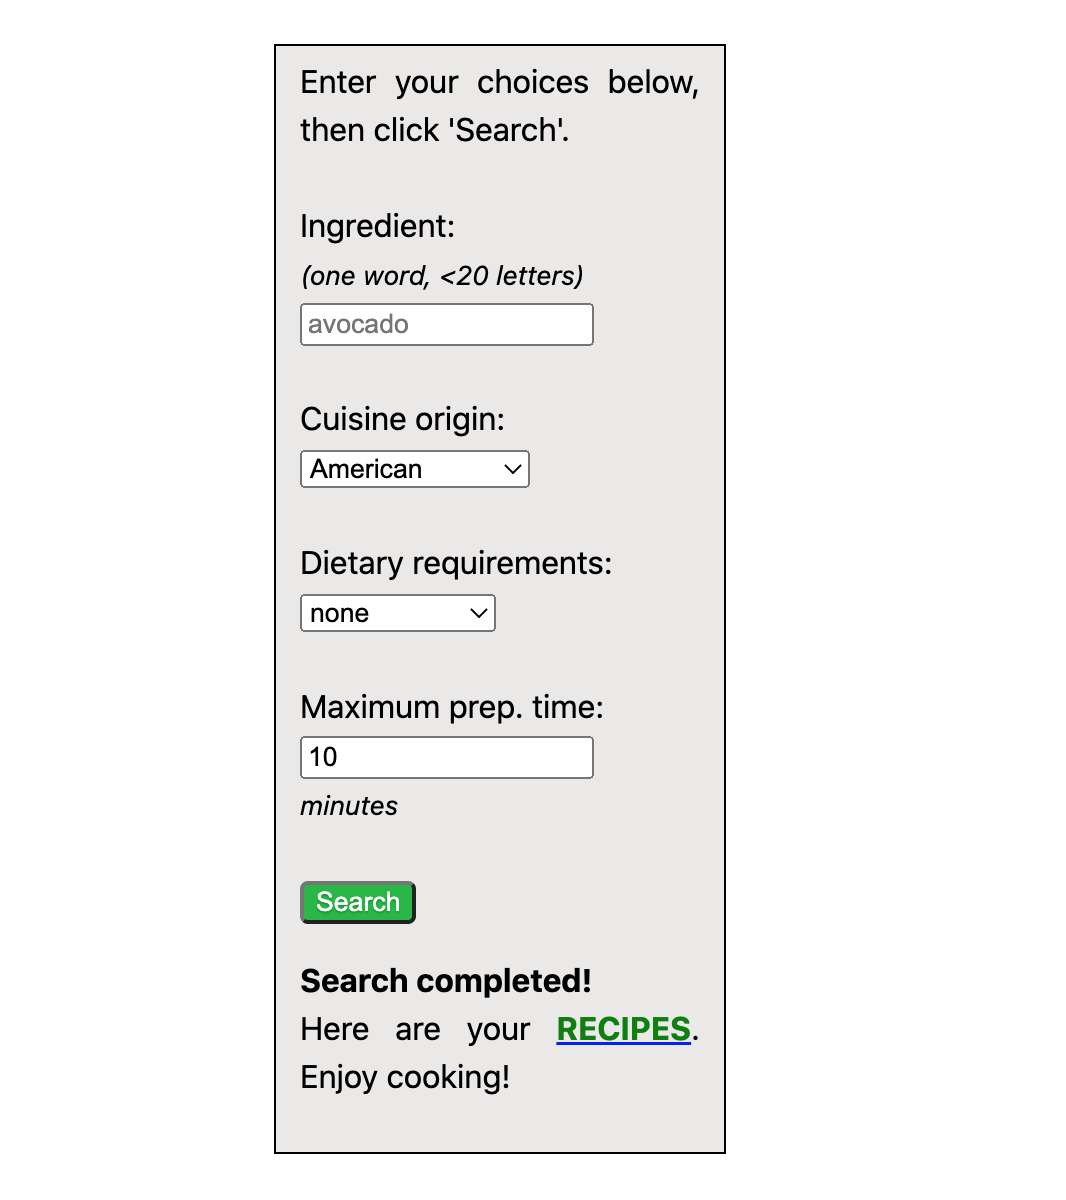 Enter your choices below,
then click 'Search'.
Ingredient:
(one word, <20 letters)
avocado
Cuisine origin:
American
Dietary requirements:
none
Maximum prep. time:
10
minutes
Search
Search completed!
Here are your RECIPES.
Enjoy cooking!